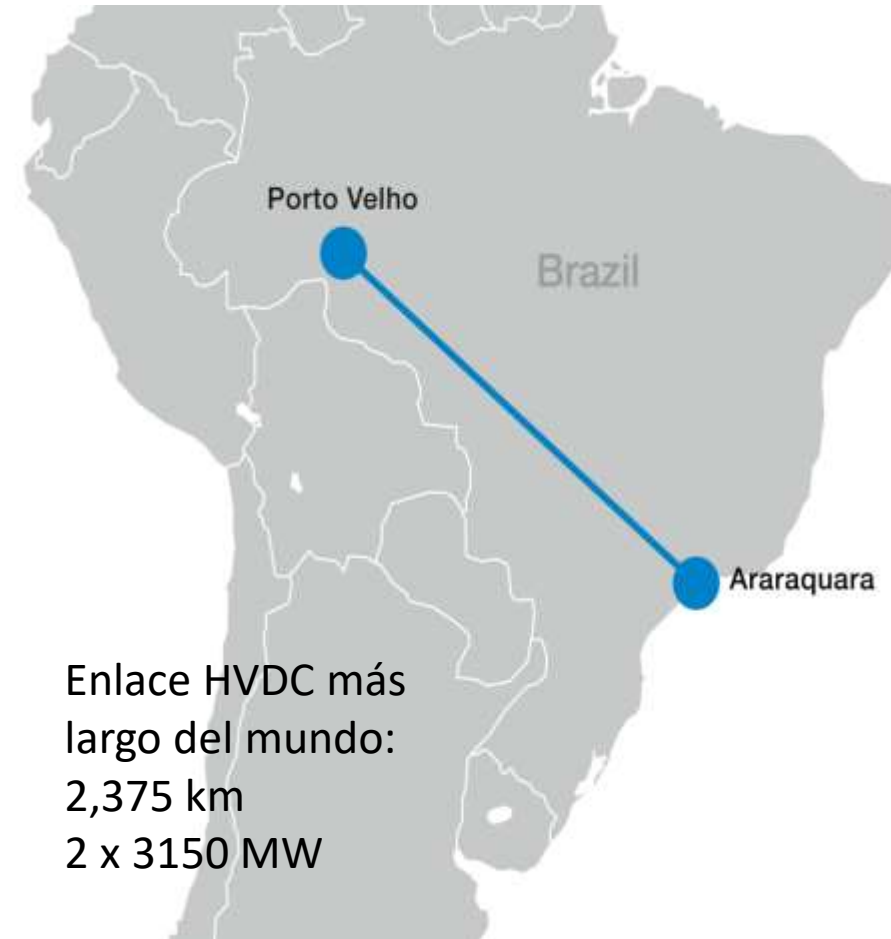 Porto Velho
Brazil
Araraquara
Enlace HVDC más
largo del mundo:
2,375 km
2 x 3150 MW